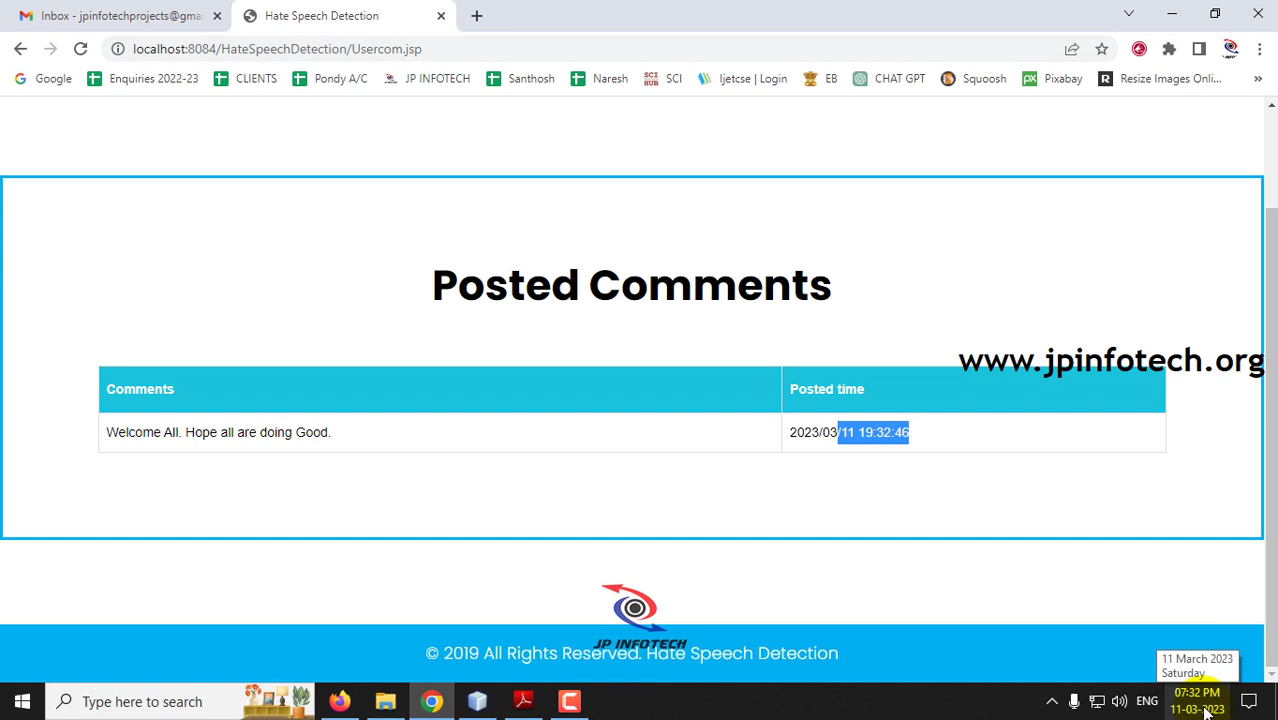 Inbox - jpinfotechprojects@gma
Hate Speech Detection
localhost:8084/HateSpeechDetection/Usercom.jsp
Google
Enquiries 2022-23
CLIENTS
Pondy A/C
JP INFOTECH
Santhosh
Naresh
SCI HUB
SCI
Ijetcse | Login
EB
CHAT GPT
Squoosh
px
Pixabay
R
Resize Images Onli...
»
Posted Comments
www.jpinfotech.org
Comments
Posted time
Welcome All. Hope all are doing Good.
2023/03/11 19:32:46
JP INFOTECH
© 2019 All Rights Reserved. Hate Speech Detection
11 March 2023
Saturday
Type here to search
ENG
07:32 PM
11-03-2023